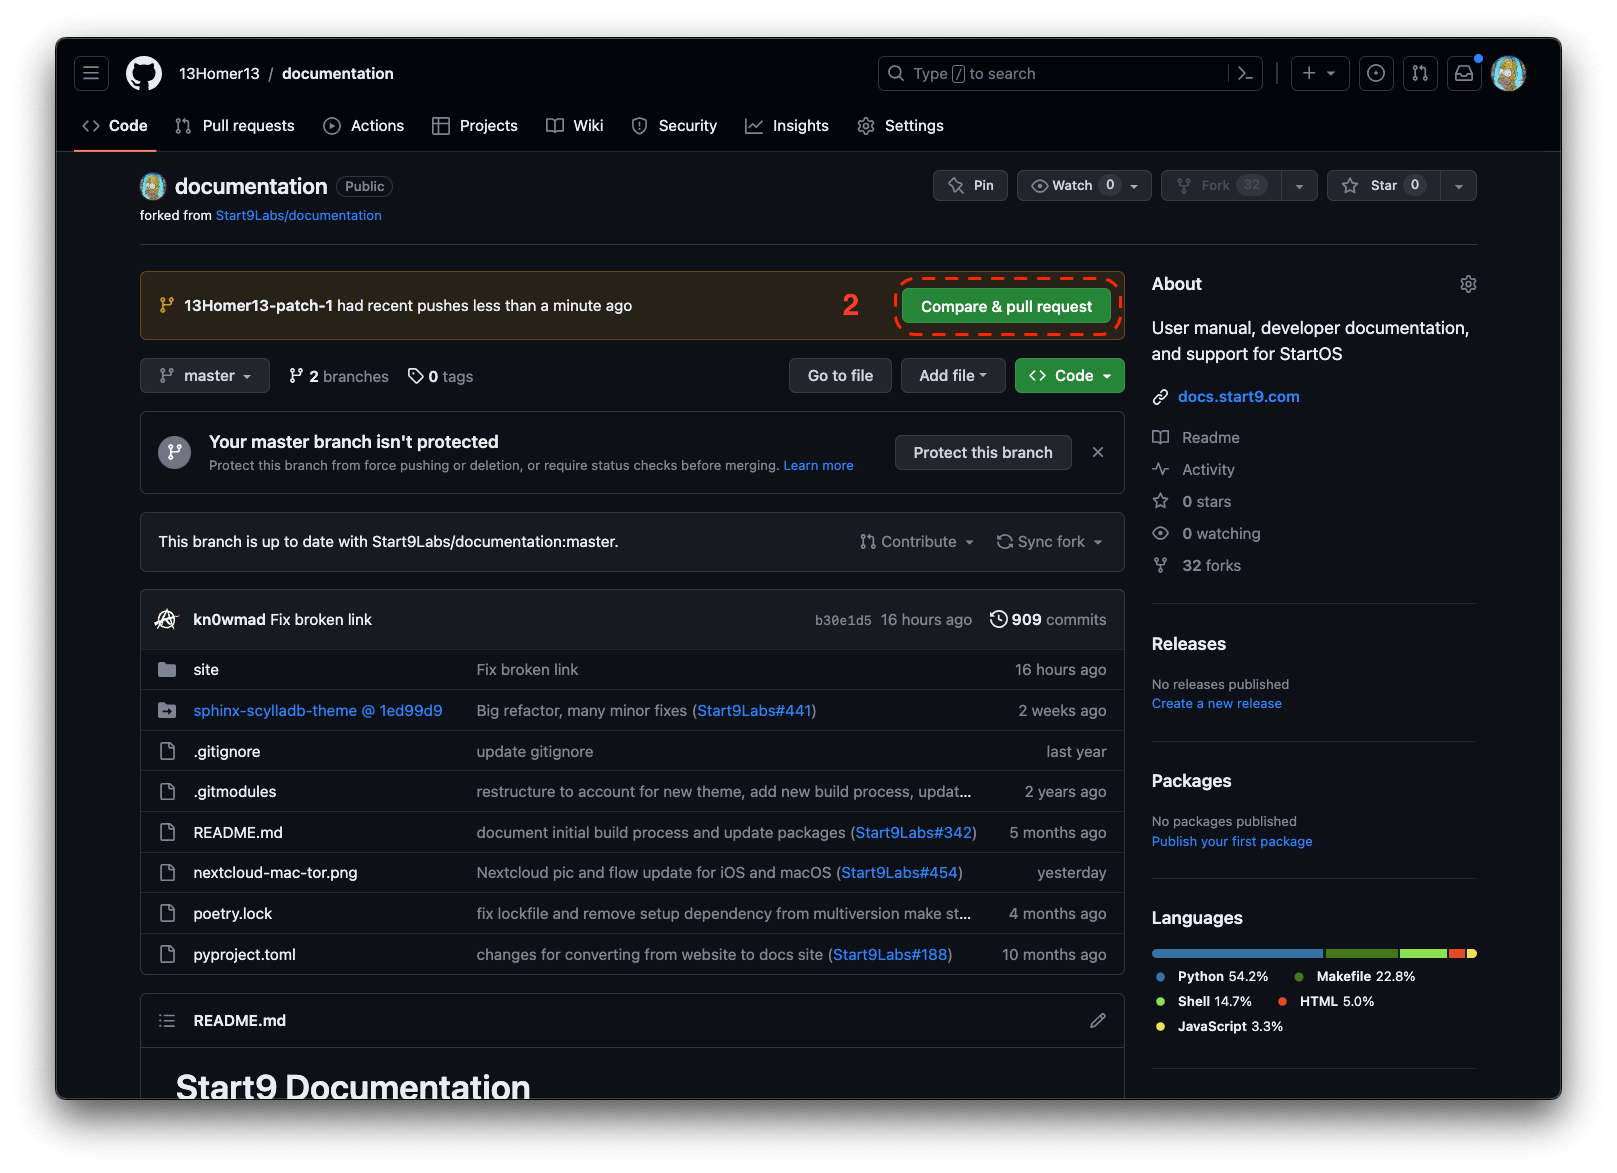 13Homer13 / documentation
Type / to search
Code Pull requests Actions Projects Wiki Security Insights Settings
documentation Public
Pin Watch 0 Fork 32 Star 0
forked from Start9Labs/documentation
13Homer13-patch-1 had recent pushes less than a minute ago 2 Compare & pull request
master 2 branches 0 tags Go to file Add file Code
Your master branch isn't protected
Protect this branch from force pushing or deletion, or require status checks before merging. Learn more
Protect this branch
This branch is up to date with Start9Labs/documentation:master. Contribute Sync fork
kn0wmad Fix broken link b30e1d5 16 hours ago 909 commits
site Fix broken link 16 hours ago
sphinx-scylladb-theme @ 1ed99d9 Big refactor, many minor fixes (Start9Labs#441) 2 weeks ago
.gitignore update gitignore last year
.gitmodules restructure to account for new theme, add new build process, updat... 2 years ago
README.md document initial build process and update packages (Start9Labs#342) 5 months ago
nextcloud-mac-tor.png Nextcloud pic and flow update for iOS and macOS (Start9Labs#454) yesterday
poetry.lock fix lockfile and remove setup dependency from multiversion make st... 4 months ago
pyproject.toml changes for converting from website to docs site (Start9Labs#188) 10 months ago
README.md
Start9 Documentation
About
User manual, developer documentation,
and support for StartOS
docs.start9.com
Readme
Activity
0 stars
0 watching
32 forks
Releases
No releases published
Create a new release
Packages
No packages published
Publish your first package
Languages
Python 54.2% Makefile 22.8%
Shell 14.7% HTML 5.0%
JavaScript 3.3%